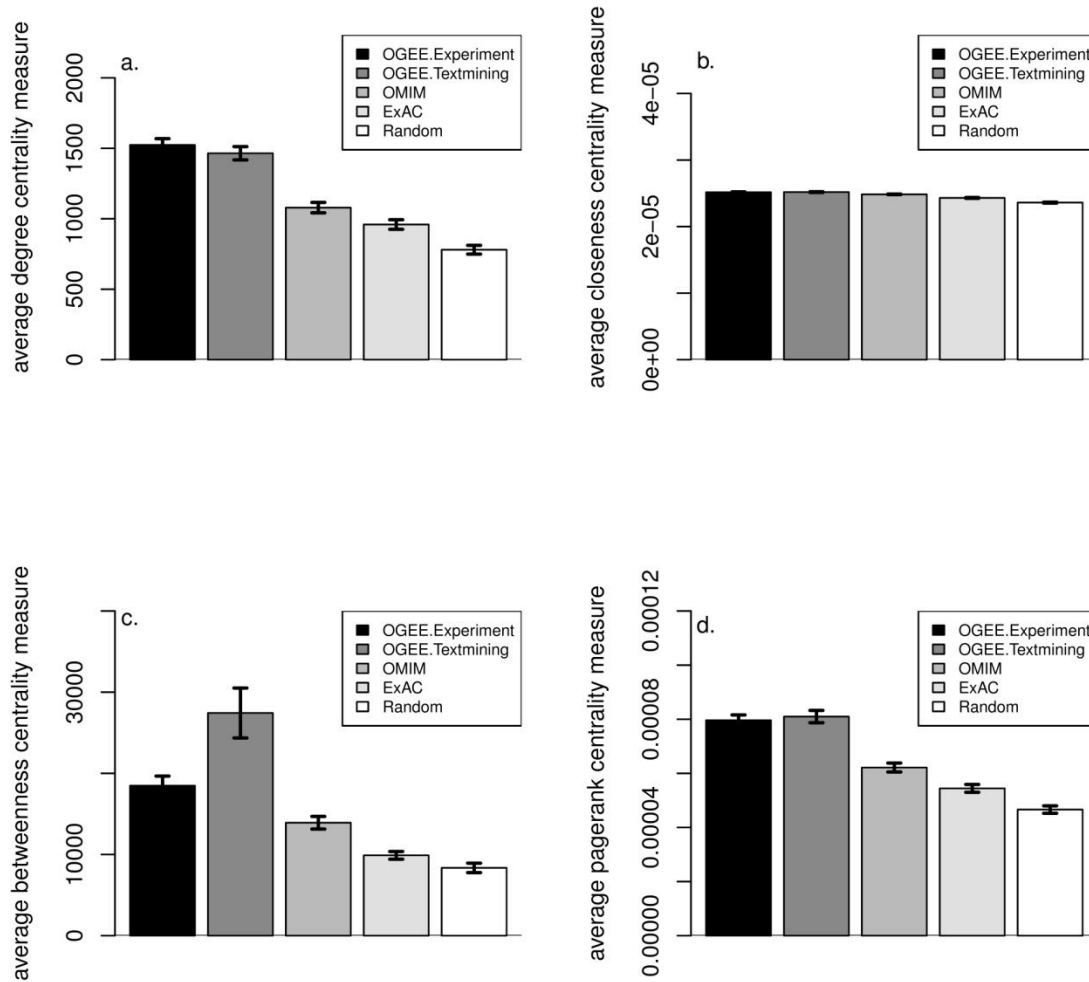 a.
average degree centrality measure
2000
1500
1000
500
0
OGEE.Experiment
OGEE.Textmining
OMIM
ExAC
Random
b.
average closeness centrality measure
4e−05
2e−05
0e+00
OGEE.Experiment
OGEE.Textmining
OMIM
ExAC
Random
c.
average betweenness centrality measure
30000
10000
0
OGEE.Experiment
OGEE.Textmining
OMIM
ExAC
Random
d.
average pagerank centrality measure
0.00012
0.00008
0.00004
0.00000
OGEE.Experiment
OGEE.Textmining
OMIM
ExAC
Random